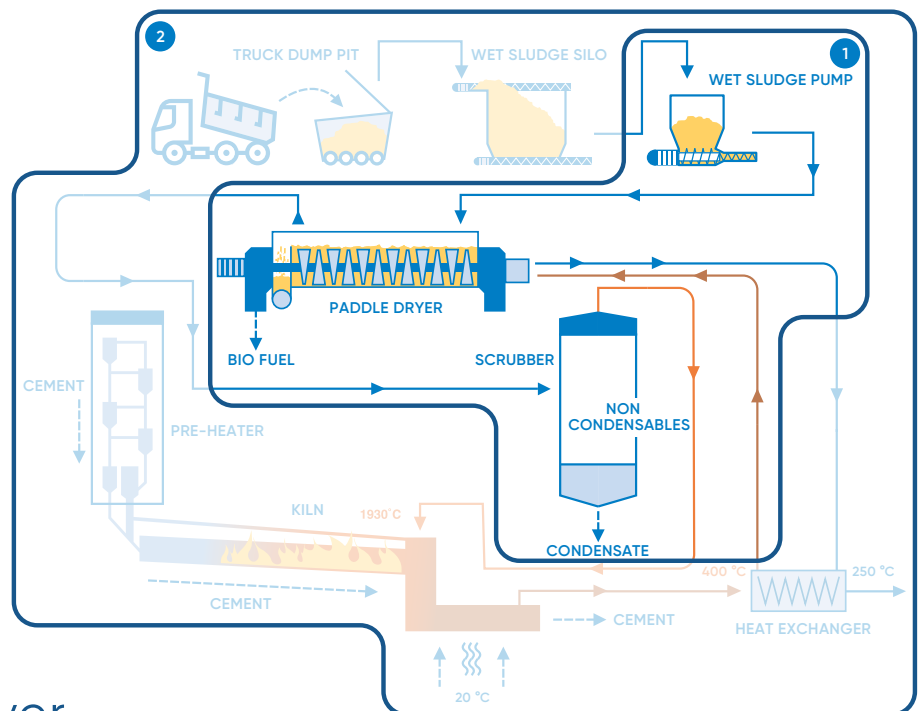 2
1
TRUCK DUMP PIT
WET SLUDGE SILO
WET SLUDGE PUMP
PADDLE DRYER
BIO FUEL
SCRUBBER
CEMENT
NON
CONDENSABLES
PRE-HEATER
KILN
1930°C
CONDENSATE
400 °C
250 °C
CEMENT
CEMENT
HEAT EXCHANGER
20 °C